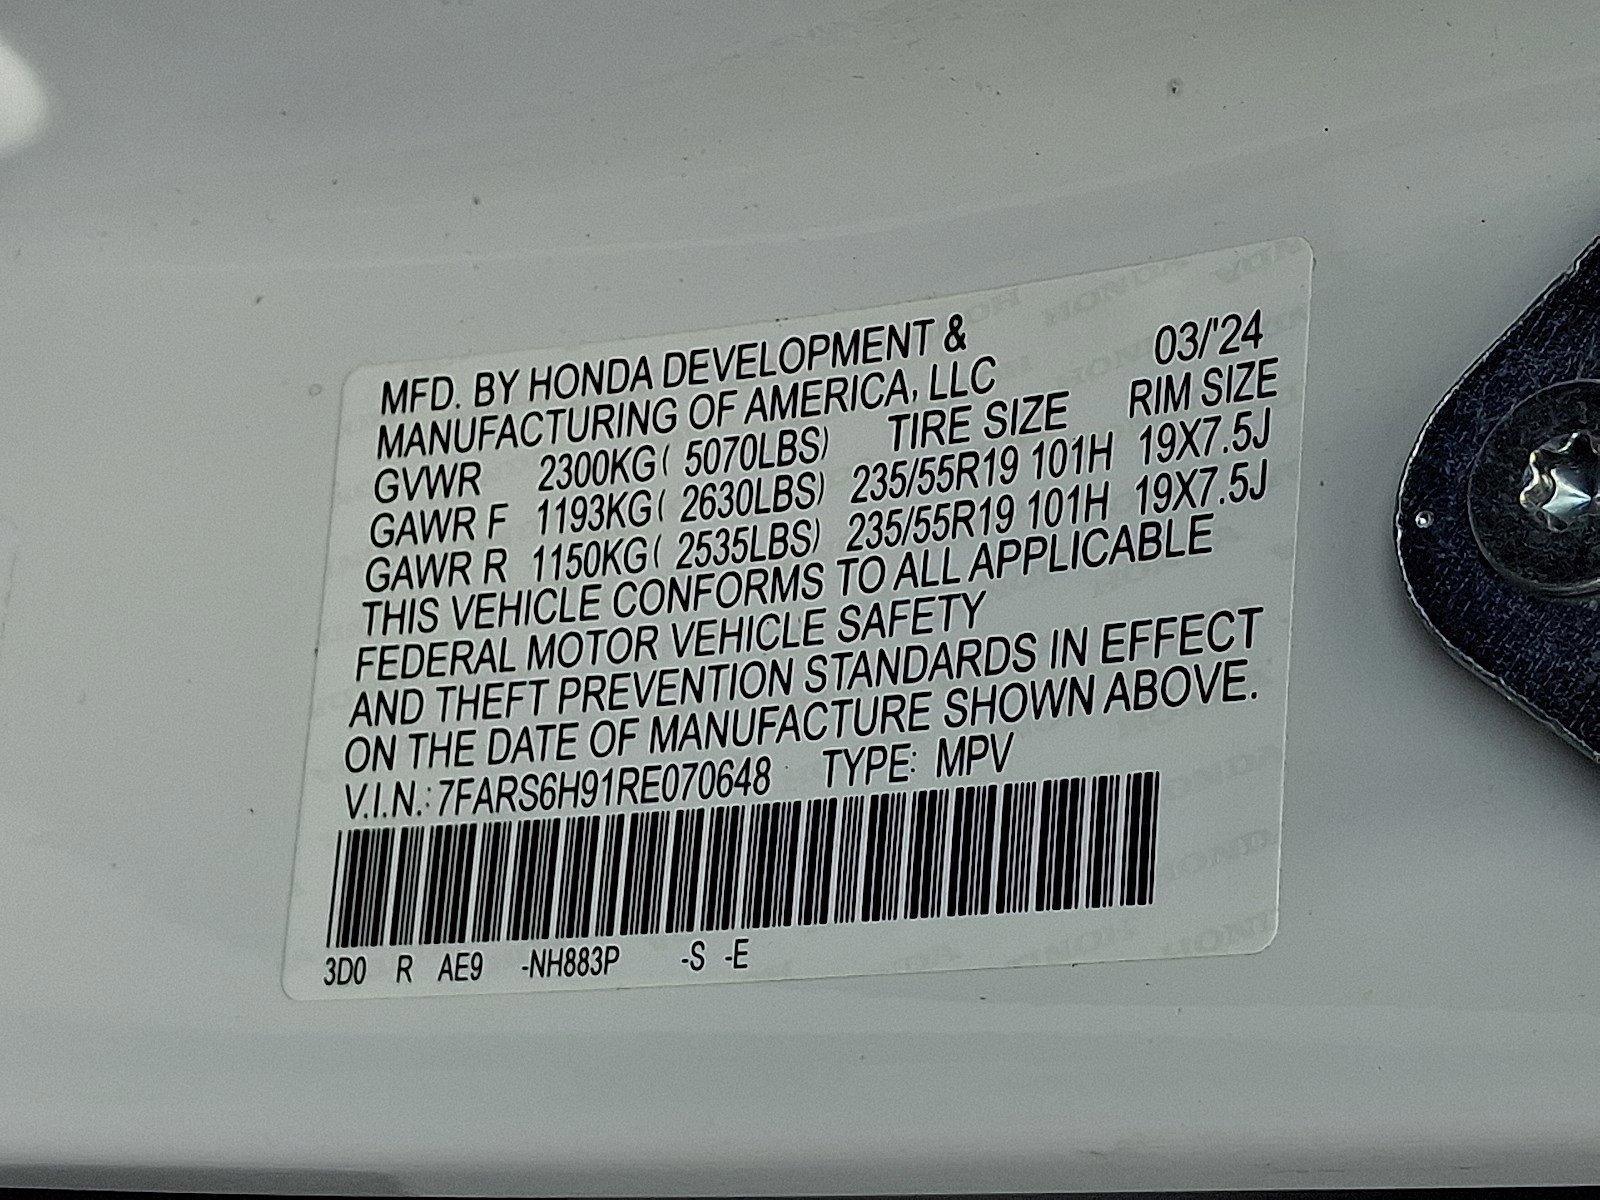 MFD. BY HONDA DEVELOPMENT & 03/'24
MANUFACTURING OF AMERICA, LLC
TIRE SIZE RIM SIZE
GVWR 2300KG( 5070LBS)
GAWR F 1193KG( 2630LBS) 235/55R19 101H 19X7.5J
GAWR R 1150KG( 2535LBS) 235/55R19 101H 19X7.5J
THIS VEHICLE CONFORMS TO ALL APPLICABLE
FEDERAL MOTOR VEHICLE SAFETY
AND THEFT PREVENTION STANDARDS IN EFFECT
ON THE DATE OF MANUFACTURE SHOWN ABOVE.
V.I.N.: 7FARS6H91RE070648 TYPE: MPV
3D0 R AE9 -NH883P -S -E